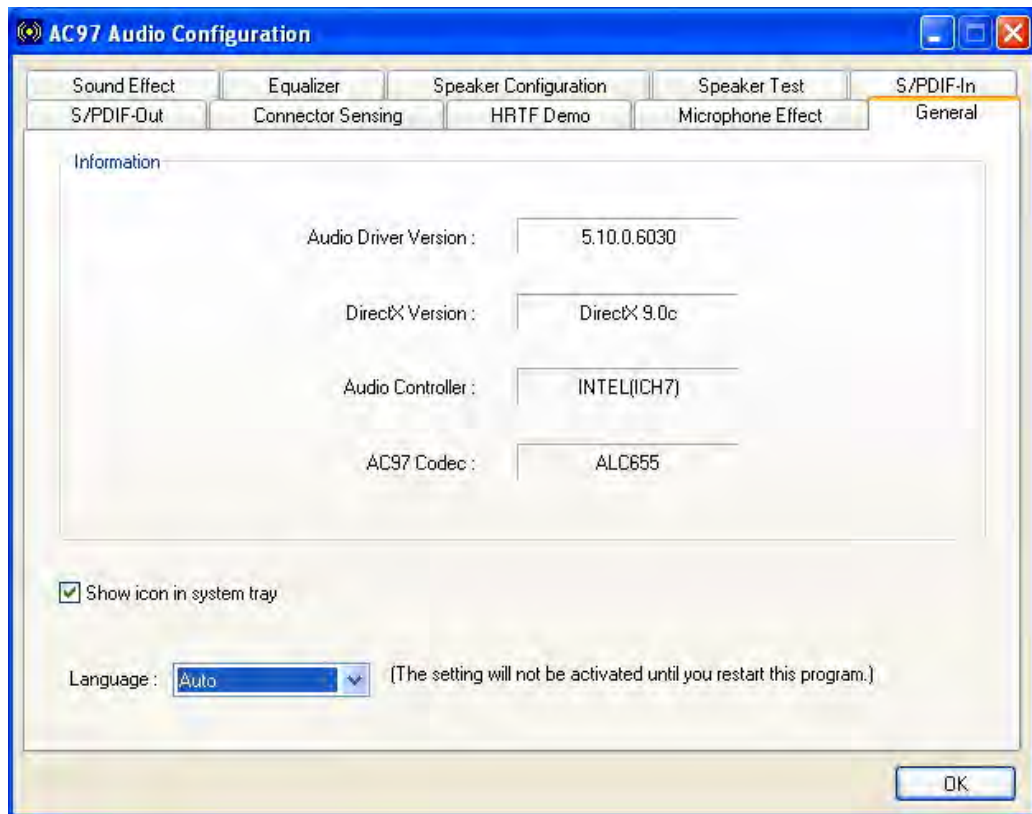 AC97 Audio Configuration
Sound Effect Equalizer Speaker Configuration Speaker Test S/PDIF-In
S/PDIF-Out Connector Sensing HRTF Demo Microphone Effect General
Information
Audio Driver Version : 5.10.0.6030
DirectX Version : DirectX 9.0c
Audio Controller : INTEL(ICH7)
AC97 Codec : ALC655
Show icon in system tray
Language : Auto (The setting will not be activated until you restart this program.)
OK